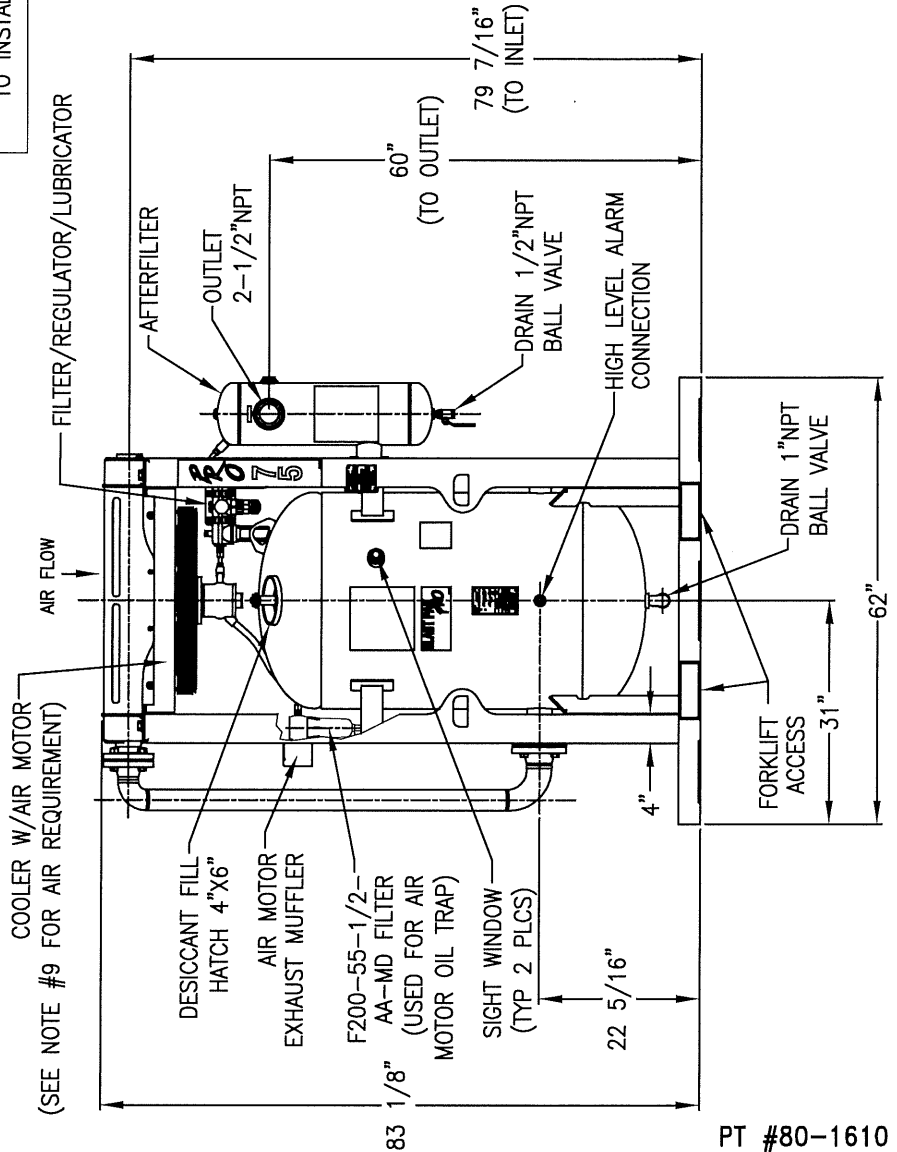 TO INSTAL
COOLER W/AIR MOTOR
(SEE NOTE #9 FOR AIR REQUIREMENT)
AIR FLOW
FILTER/REGULATOR/LUBRICATOR
AFTERFILTER
OUTLET
2-1/2"NPT
79 7/16"
(TO INLET)
60"
(TO OUTLET)
DESICCANT FILL
HATCH 4"X6"
AIR MOTOR
EXHAUST MUFFLER
F200-55-1/2-
AA-MD FILTER
(USED FOR AIR
MOTOR OIL TRAP)
SIGHT WINDOW
(TYP 2 PLCS)
PRO
75
DRAIN 1/2"NPT
BALL VALVE
HIGH LEVEL ALARM
CONNECTION
83 1/8"
22 5/16"
4"
FORKLIFT
ACCESS
31"
62"
DRAIN 1"NPT
BALL VALVE
PT #80-1610